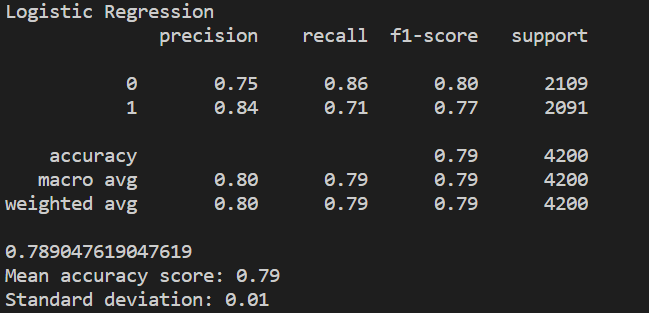 Logistic Regression
precision recall f1-score support
0 0.75 0.86 0.80 2109
1 0.84 0.71 0.77 2091
accuracy 0.79 4200
macro avg 0.80 0.79 0.79 4200
weighted avg 0.80 0.79 0.79 4200
0.789047619047619
Mean accuracy score: 0.79
Standard deviation: 0.01